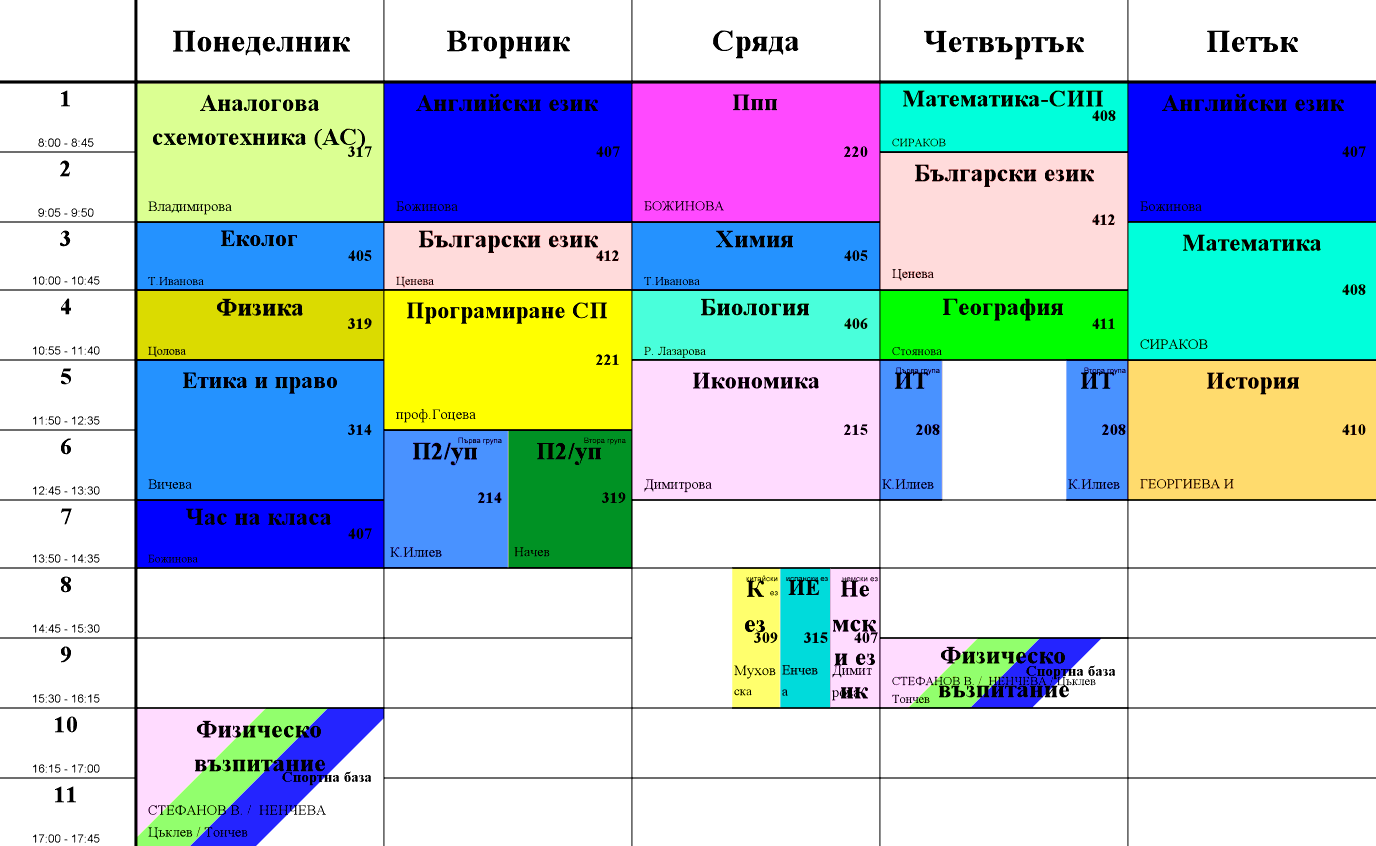 Понеделник
Вторник
Сряда
Четвъртък
Петък
1
8:00 - 8:45
2
9:05 - 9:50
3
10:00 - 10:45
4
10:55 - 11:40
5
11:50 - 12:35
6
12:45 - 13:30
7
13:50 - 14:35
8
14:45 - 15:30
9
15:30 - 16:15
10
16:15 - 17:00
11
17:00 - 17:45
Аналогова
схемотехника (АС)
317
Владимирова
Еколог
405
Т.Иванова
Физика
319
Цолова
Етика и право
314
Вичева
Час на класа
407
Божинова
Физическо
възпитание
Спортна база
СТЕФАНОВ В. / НЕНЧЕВА
Цъклев / Тончев
Английски език
407
Божинова
Български език
412
Ценева
Програмиране СП
221
проф.Гоцева
Първа група
П2/уп
214
К.Илиев
Втора група
П2/уп
319
Начев
Ппп
220
БОЖИНОВА
Химия
405
Т.Иванова
Биология
406
Р. Лазарова
Икономика
215
Димитрова
китайски
ез
К
ез
309
Мухов
ска
испански ез
ИЕ
315
Енчев
а
немски ез
Не
мск
и ез
ик
407
Димит
рова
Математика-СИП
408
СИРАКОВ
Български език
412
Ценева
География
411
Стоянова
Първа група
ИТ
208
К.Илиев
Втора група
ИТ
208
К.Илиев
Физическо
възпитание
Спортна база
СТЕФАНОВ В. / НЕНЧЕВА / Цъклев
Тончев
Английски език
407
Божинова
Математика
408
СИРАКОВ
История
410
ГЕОРГИЕВА И